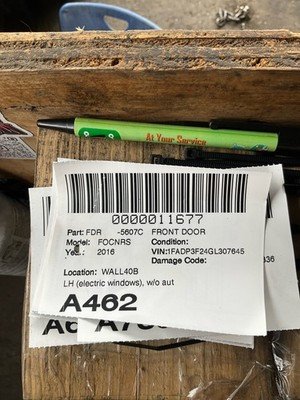 At Your Service
0000011677
Part: FDR -5607C FRONT DOOR
Model: FOCNRS Condition:
2016 VIN:1FADP3F24GL307645
Damage Code:
Location: WALL40B
LH (electric windows), w/o aut
A462